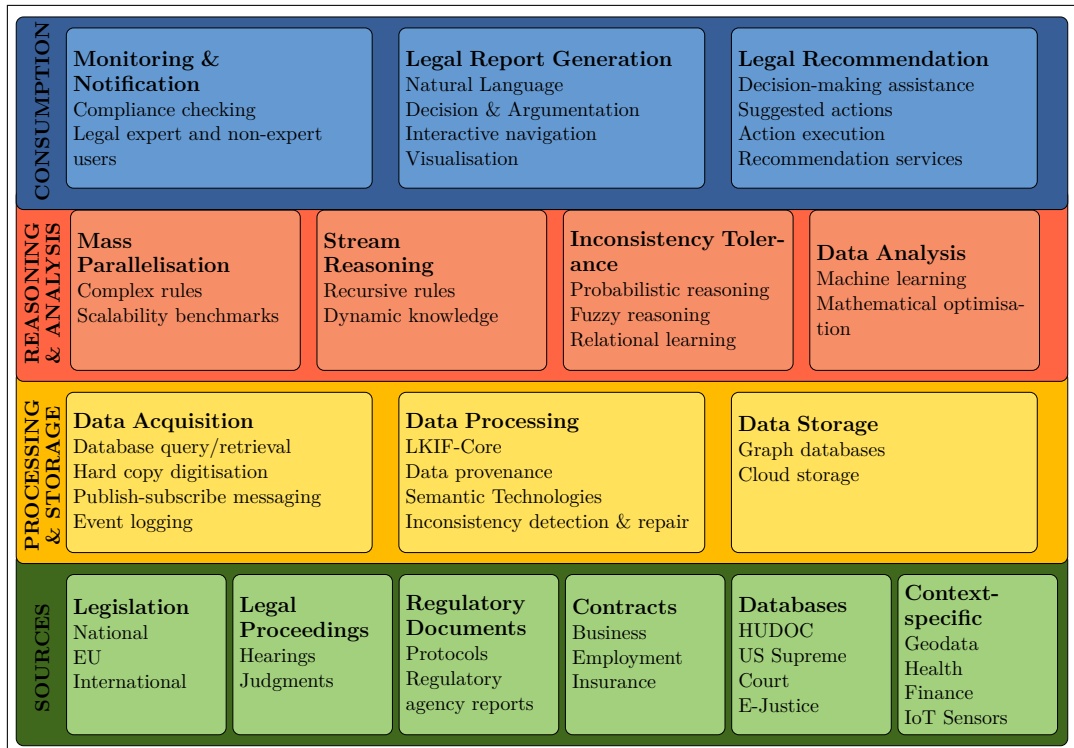 CONSUMPTION
Monitoring &
Notification
Compliance checking
Legal expert and non-expert
users
Legal Report Generation
Natural Language
Decision & Argumentation
Interactive navigation
Visualisation
Legal Recommendation
Decision-making assistance
Suggested actions
Action execution
Recommendation services
REASONING
& ANALYSIS
Mass
Parallelisation
Complex rules
Scalability benchmarks
Stream
Reasoning
Recursive rules
Dynamic knowledge
Inconsistency Toler-
ance
Probabilistic reasoning
Fuzzy reasoning
Relational learning
Data Analysis
Machine learning
Mathematical optimisa-
tion
PROCESSING
& STORAGE
Data Acquisition
Database query/retrieval
Hard copy digitisation
Publish-subscribe messaging
Event logging
Data Processing
LKIF-Core
Data provenance
Semantic Technologies
Inconsistency detection & repair
Data Storage
Graph databases
Cloud storage
SOURCES
Legislation
National
EU
International
Legal
Proceedings
Hearings
Judgments
Regulatory
Documents
Protocols
Regulatory
agency reports
Contracts
Business
Employment
Insurance
Databases
HUDOC
US Supreme
Court
E-Justice
Context-
specific
Geodata
Health
Finance
IoT Sensors